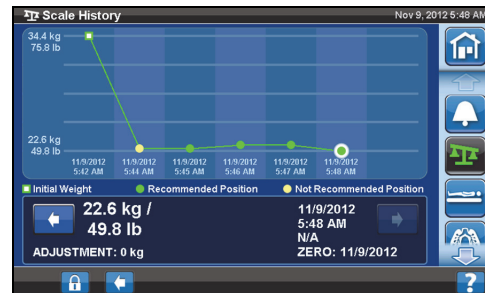 Scale History
Nov 9, 2012 5:48 AM
34.4 kg
75.8 lb
22.6 kg
49.8 lb
11/9/2012 11/9/2012 11/9/2012 11/9/2012 11/9/2012 11/9/2012
5:42 AM 5:44 AM 5:45 AM 5:46 AM 5:47 AM 5:48 AM
Initial Weight Recommended Position Not Recommended Position
22.6 kg /
49.8 lb
ADJUSTMENT: 0 kg
11/9/2012
5:48 AM
N/A
ZERO: 11/9/2012
?